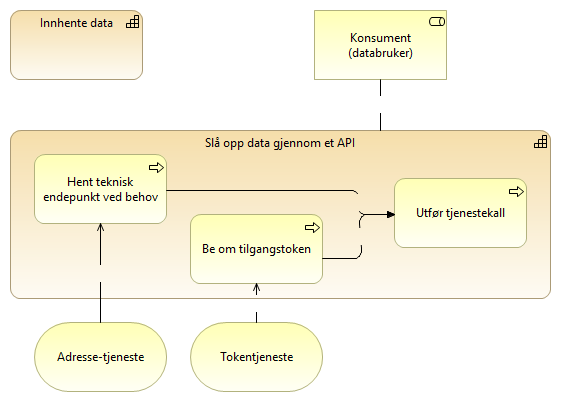 Innhente data
Konsument
(databruker)
Slå opp data gjennom et API
Hent teknisk
endepunkt ved behov
Utfør tjenestekall
Be om tilgangstoken
Adresse-tjeneste
Tokentjeneste